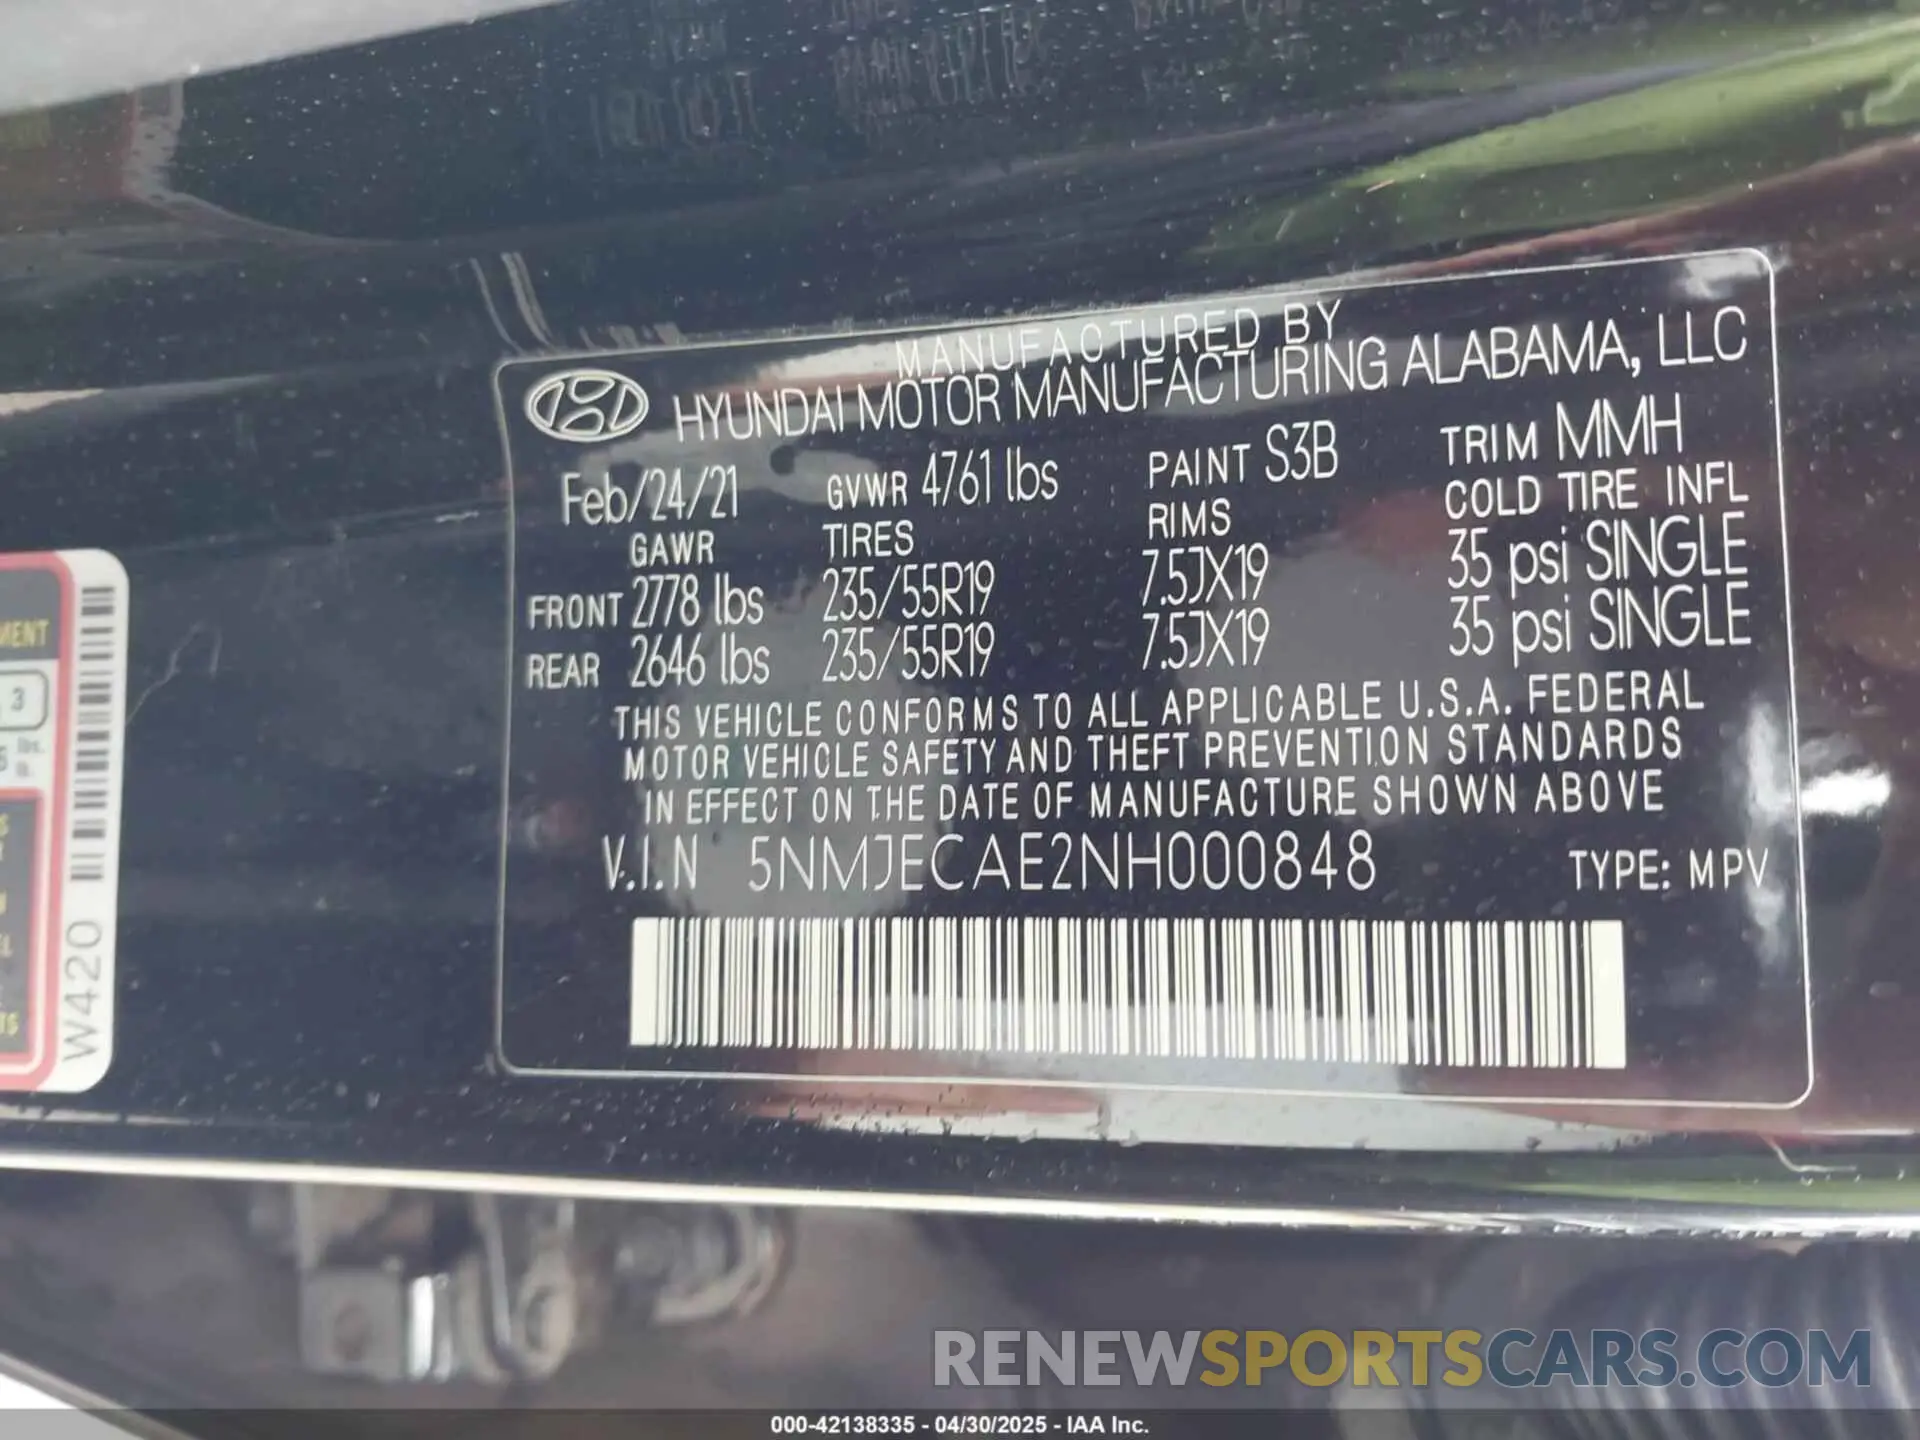 MANUFACTURED BY
HYUNDAI MOTOR MANUFACTURING ALABAMA, LLC
Feb/24/21 GVWR 4761 lbs PAINT S3B TRIM MMH
GAWR TIRES RIMS COLD TIRE INFL
FRONT 2778 lbs 235/55R19 7.5JX19 35 psi SINGLE
REAR 2646 lbs 235/55R19 7.5JX19 35 psi SINGLE
THIS VEHICLE CONFORMS TO ALL APPLICABLE U.S.A. FEDERAL
MOTOR VEHICLE SAFETY AND THEFT PREVENTION STANDARDS
IN EFFECT ON THE DATE OF MANUFACTURE SHOWN ABOVE
V.I.N 5NMJECAE2NH000848 TYPE: MPV
3
lbs.
lb.
W420
RENEWSPORTSCARS.COM
000-42138335 - 04/30/2025 - IAA Inc.